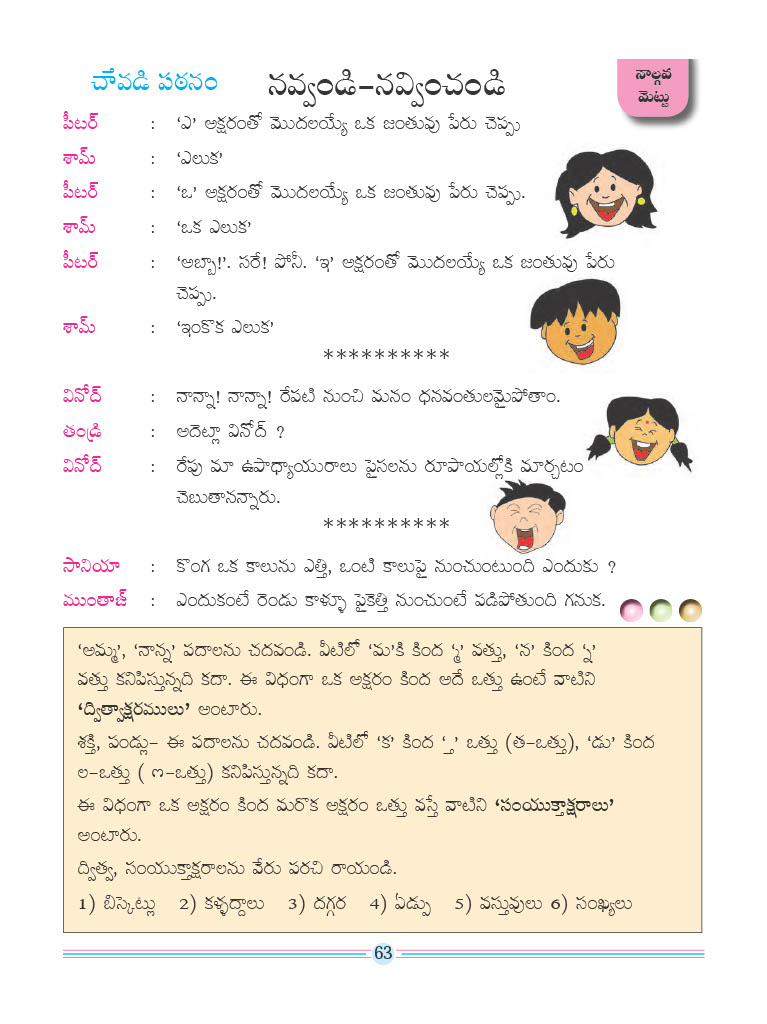 చావడి పఠనం నవ్వండి-నవ్వించండి నాల్గవ
మెట్టు
పీటర్ : ‘ఎ’ అక్షరంతో మొదలయ్యే ఒక జంతువు పేరు చెప్పు
శామ్ : ‘ఎలుక’
పీటర్ : ‘ఒ’ అక్షరంతో మొదలయ్యే ఒక జంతువు పేరు చెప్పు.
శామ్ : ‘ఒక ఎలుక’
పీటర్ : ‘అబ్బా!’. సరే! పోనీ. ‘ఇ’ అక్షరంతో మొదలయ్యే ఒక జంతువు పేరు
చెప్పు.
శామ్ : ‘ఇంకొక ఎలుక’
**********
వినోద్ : నాన్నా! నాన్నా! రేపటి నుంచి మనం ధనవంతులమైపోతాం.
తండ్రి : అదెట్లా వినోద్ ?
వినోద్ : రేపు మా ఉపాధ్యాయురాలు పైసలను రూపాయల్లోకి మార్చటం
చెబుతానన్నారు.
**********
సానియా : కొంగ ఒక కాలును ఎత్తి, ఒంటి కాలుపై నుంచుంటుంది ఎందుకు ?
ముంతాజ్ : ఎందుకంటే రెండు కాళ్ళూ పైకెత్తి నుంచుంటే పడిపోతుంది గనుక.
‘అమ్మ’, ‘నాన్న’ పదాలను చదవండి. వీటిలో ‘మ’కి కింద ‘్మ’ వత్తు, ‘న’ కింద ‘్న’
వత్తు కనిపిస్తున్నది కదా. ఈ విధంగా ఒక అక్షరం కింద అదే ఒత్తు ఉంటే వాటిని
‘ద్విత్వాక్షరములు’ అంటారు.
శక్తి, పండ్లు- ఈ పదాలను చదవండి. వీటిలో ‘క’ కింద ‘్త’ ఒత్తు (త-ఒత్తు), ‘డు’ కింద
ల-ఒత్తు ( ్ల-ఒత్తు) కనిపిస్తున్నది కదా.
ఈ విధంగా ఒక అక్షరం కింద మరొక అక్షరం ఒత్తు వస్తే వాటిని ‘సంయుక్తాక్షరాలు’
అంటారు.
ద్విత్వ, సంయుక్తాక్షరాలను వేరు పరచి రాయండి.
1) బిస్కెట్లు 2) కళ్ళద్దాలు 3) దగ్గర 4) ఏడ్పు 5) వస్తువులు 6) సంఖ్యలు
63